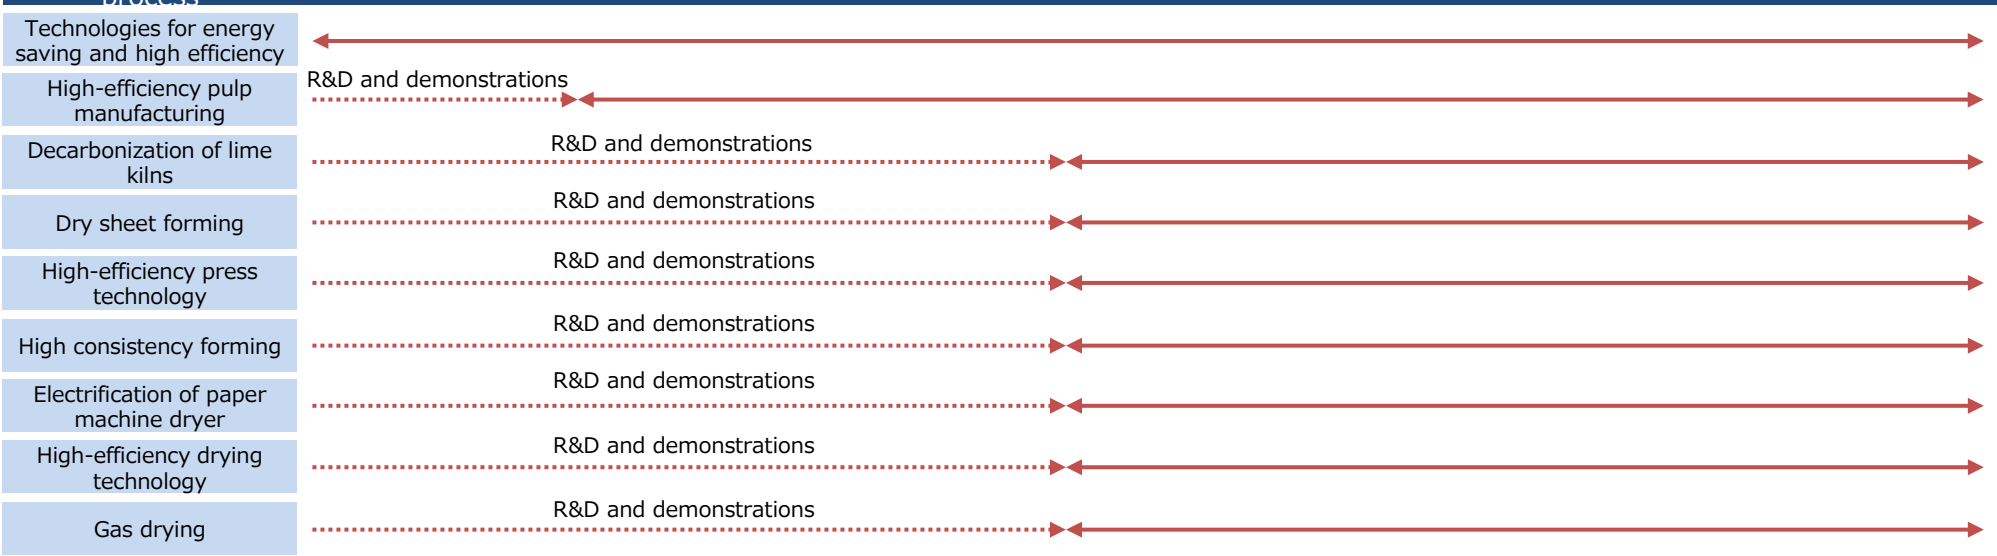 process
Technologies for energy
saving and high efficiency
R&D and demonstrations
High-efficiency pulp
manufacturing
R&D and demonstrations
Decarbonization of lime
kilns
R&D and demonstrations
Dry sheet forming
R&D and demonstrations
High-efficiency press
technology
R&D and demonstrations
High consistency forming
R&D and demonstrations
Electrification of paper
machine dryer
R&D and demonstrations
High-efficiency drying
technology
R&D and demonstrations
Gas drying